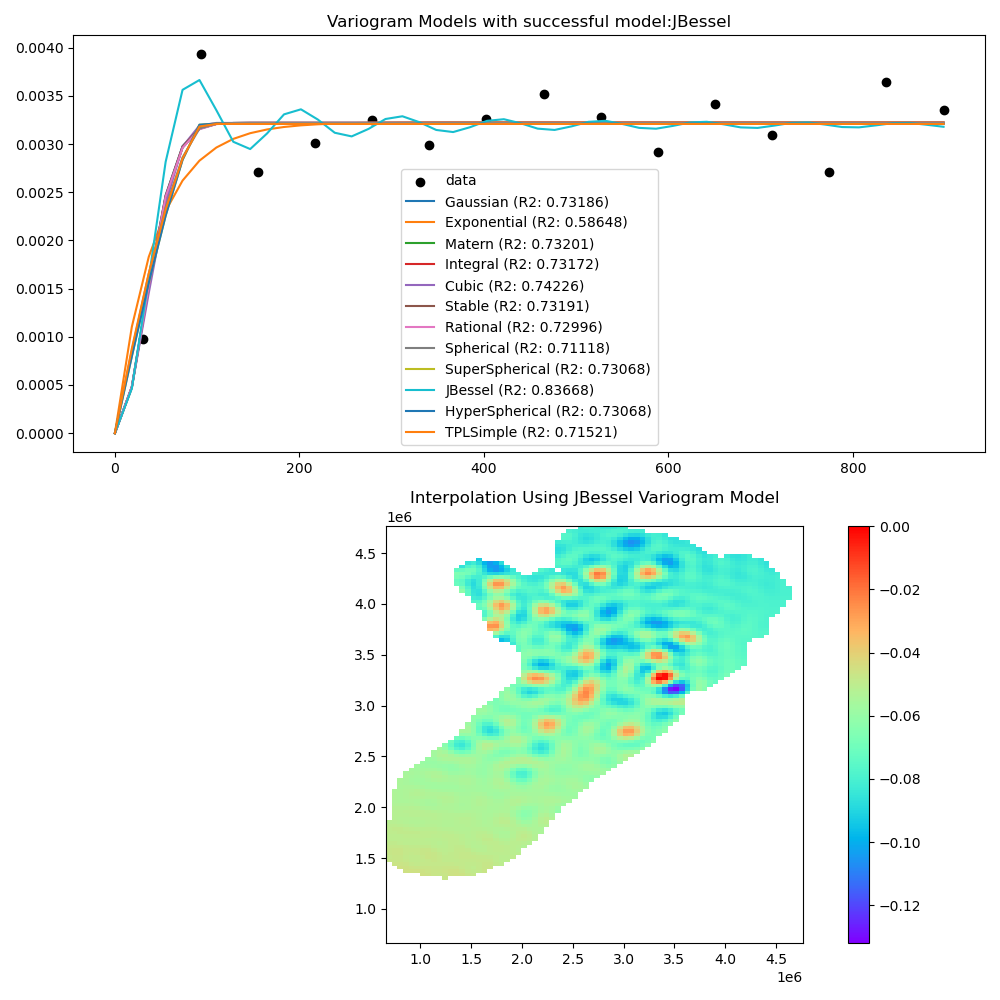 Variogram Models with successful model:JBessel
0.0040
0.0035
0.0030
0.0025
0.0020
0.0015
0.0010
0.0005
0.0000
data
Gaussian (R2: 0.73186)
Exponential (R2: 0.58648)
Matern (R2: 0.73201)
Integral (R2: 0.73172)
Cubic (R2: 0.74226)
Stable (R2: 0.73191)
Rational (R2: 0.72996)
Spherical (R2: 0.71118)
SuperSpherical (R2: 0.73068)
JBessel (R2: 0.83668)
HyperSpherical (R2: 0.73068)
TPLSimple (R2: 0.71521)
0 200 400 600 800
Interpolation Using JBessel Variogram Model
1e6
4.5
4.0
3.5
3.0
2.5
2.0
1.5
1.0
1.0 1.5 2.0 2.5 3.0 3.5 4.0 4.5
1e6
0.00
−0.02
−0.04
−0.06
−0.08
−0.10
−0.12